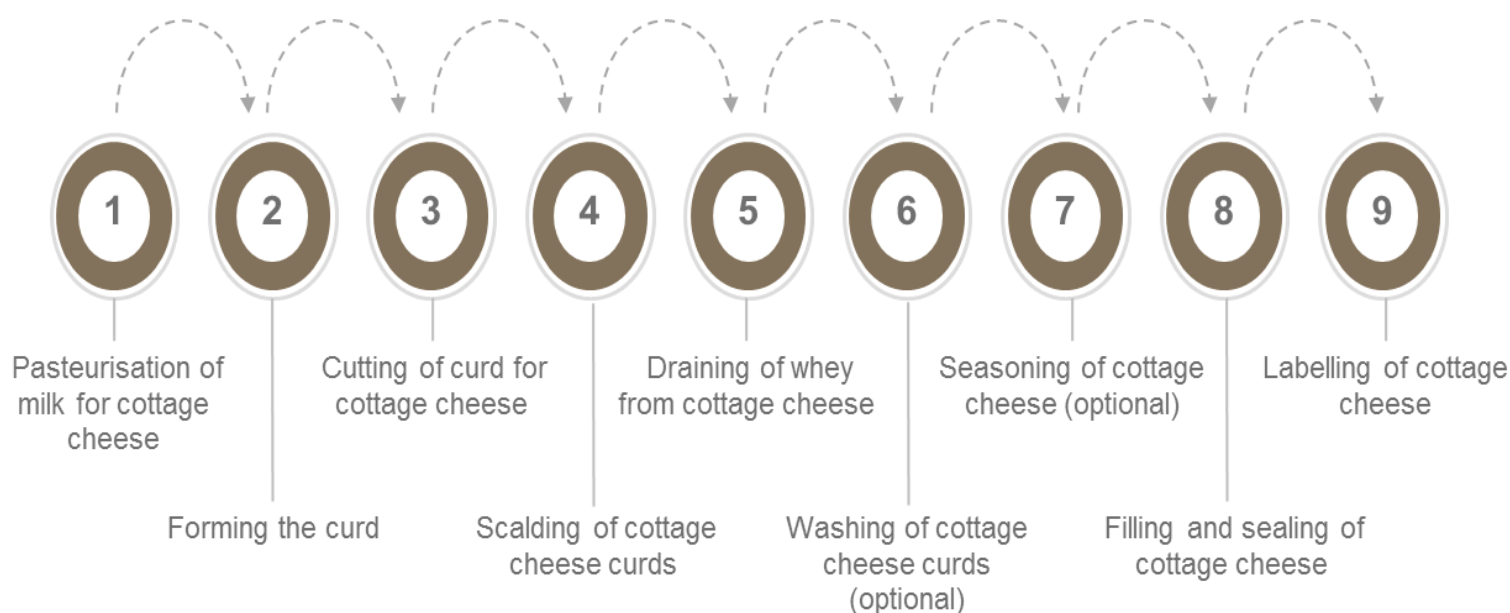 1
2
3
4
5
6
7
8
9
Pasteurisation of
milk for cottage
cheese
Forming the curd
Cutting of curd for
cottage cheese
Scalding of cottage
cheese curds
Draining of whey
from cottage cheese
Washing of cottage
cheese curds
(optional)
Seasoning of cottage
cheese (optional)
Filling and sealing of
cottage cheese
Labelling of cottage
cheese